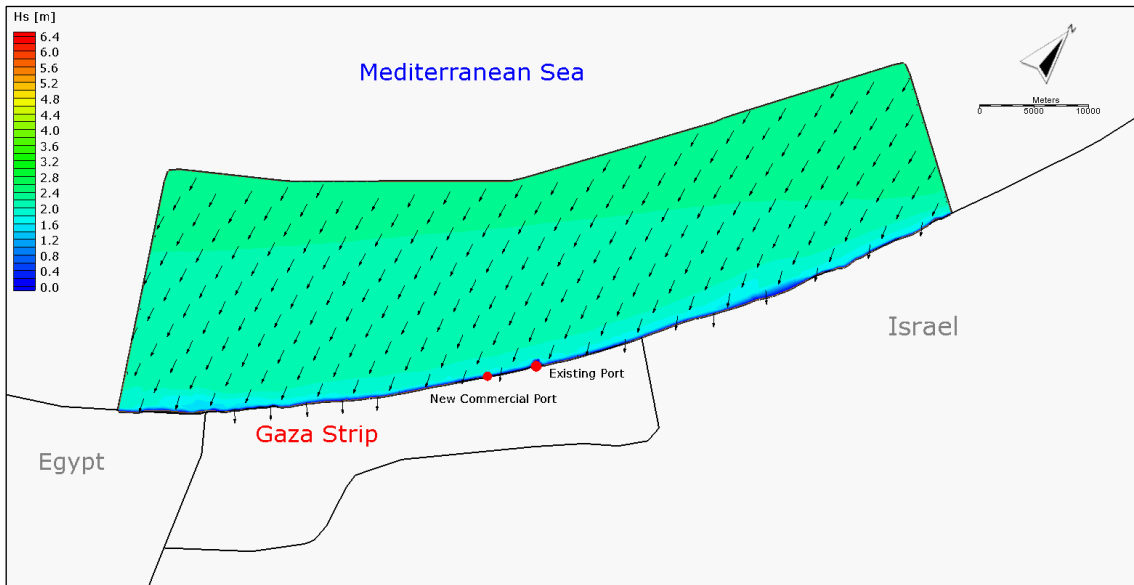 Hs [m]
6.4
6.0
5.6
5.2
4.8
4.4
4.0
3.6
3.2
2.8
2.4
2.0
1.6
1.2
0.8
0.4
0.0
Mediterranean Sea
N
Meters
0 5000 10000
Israel
Existing Port
New Commercial Port
Gaza Strip
Egypt